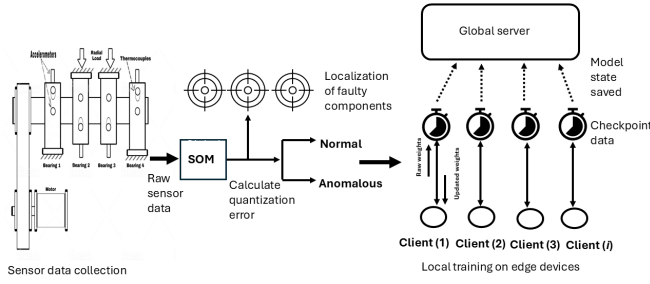 Accelerometers
Radial
Load
Thermocouples
Bearing 1
Bearing 2
Bearing 3
Bearing 4
Motor
Sensor data collection
Raw
sensor
data
SOM
Calculate
quantization
error
Localization
of faulty
components
Normal
Anomalous
Global server
Model
state
saved
Checkpoint
data
Raw weights
Updated weights
Client (1)
Client (2)
Client (3)
Client (i)
Local training on edge devices